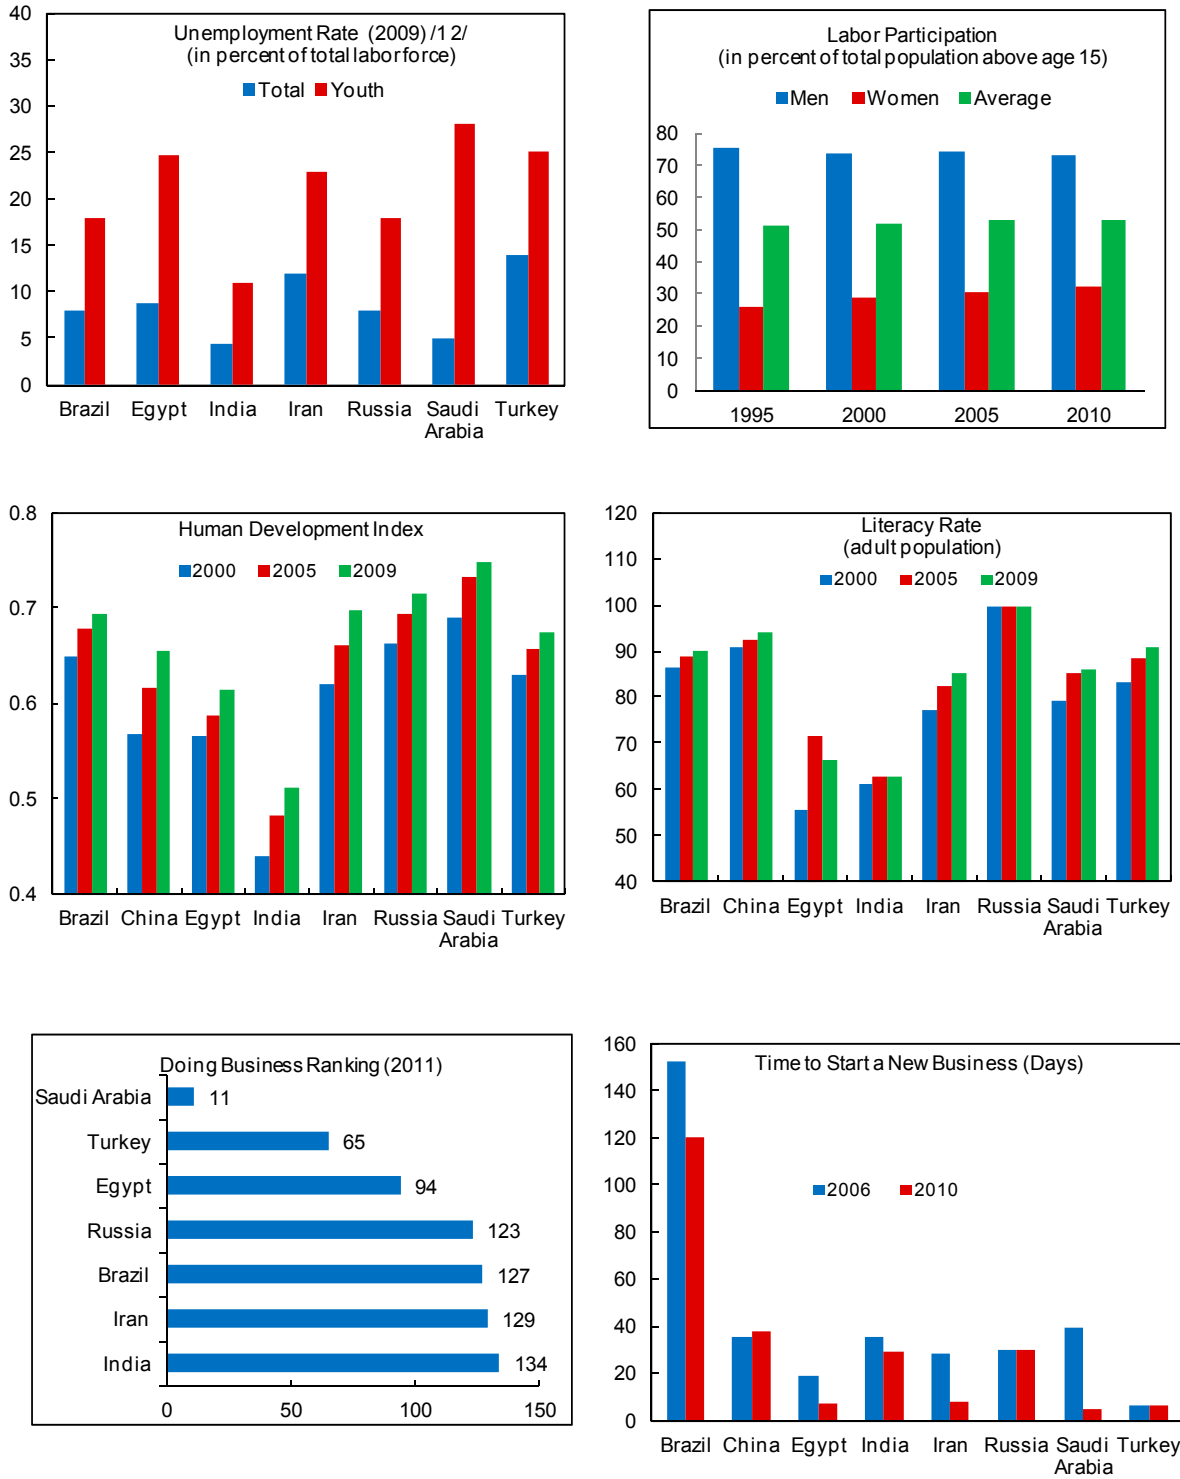 Unemployment Rate (2009) /12/
(in percent of total labor force)
Total Youth
40
35
30
25
20
15
10
5
0
Brazil Egypt India Iran Russia Saudi Arabia Turkey
Labor Participation
(in percent of total population above age 15)
Men Women Average
80
70
60
50
40
30
20
10
0
1995 2000 2005 2010
Human Development Index
2000 2005 2009
0.8
0.7
0.6
0.5
0.4
Brazil China Egypt India Iran Russia Saudi Arabia Turkey
Literacy Rate
(adult population)
2000 2005 2009
120
110
100
90
80
70
60
50
40
Brazil China Egypt India Iran Russia Saudi Arabia Turkey
Doing Business Ranking (2011)
Saudi Arabia 11
Turkey 65
Egypt 94
Russia 123
Brazil 127
Iran 129
India 134
0 50 100 150
Time to Start a New Business (Days)
2006 2010
160
140
120
100
80
60
40
20
0
Brazil China Egypt India Iran Russia Saudi Arabia Turkey